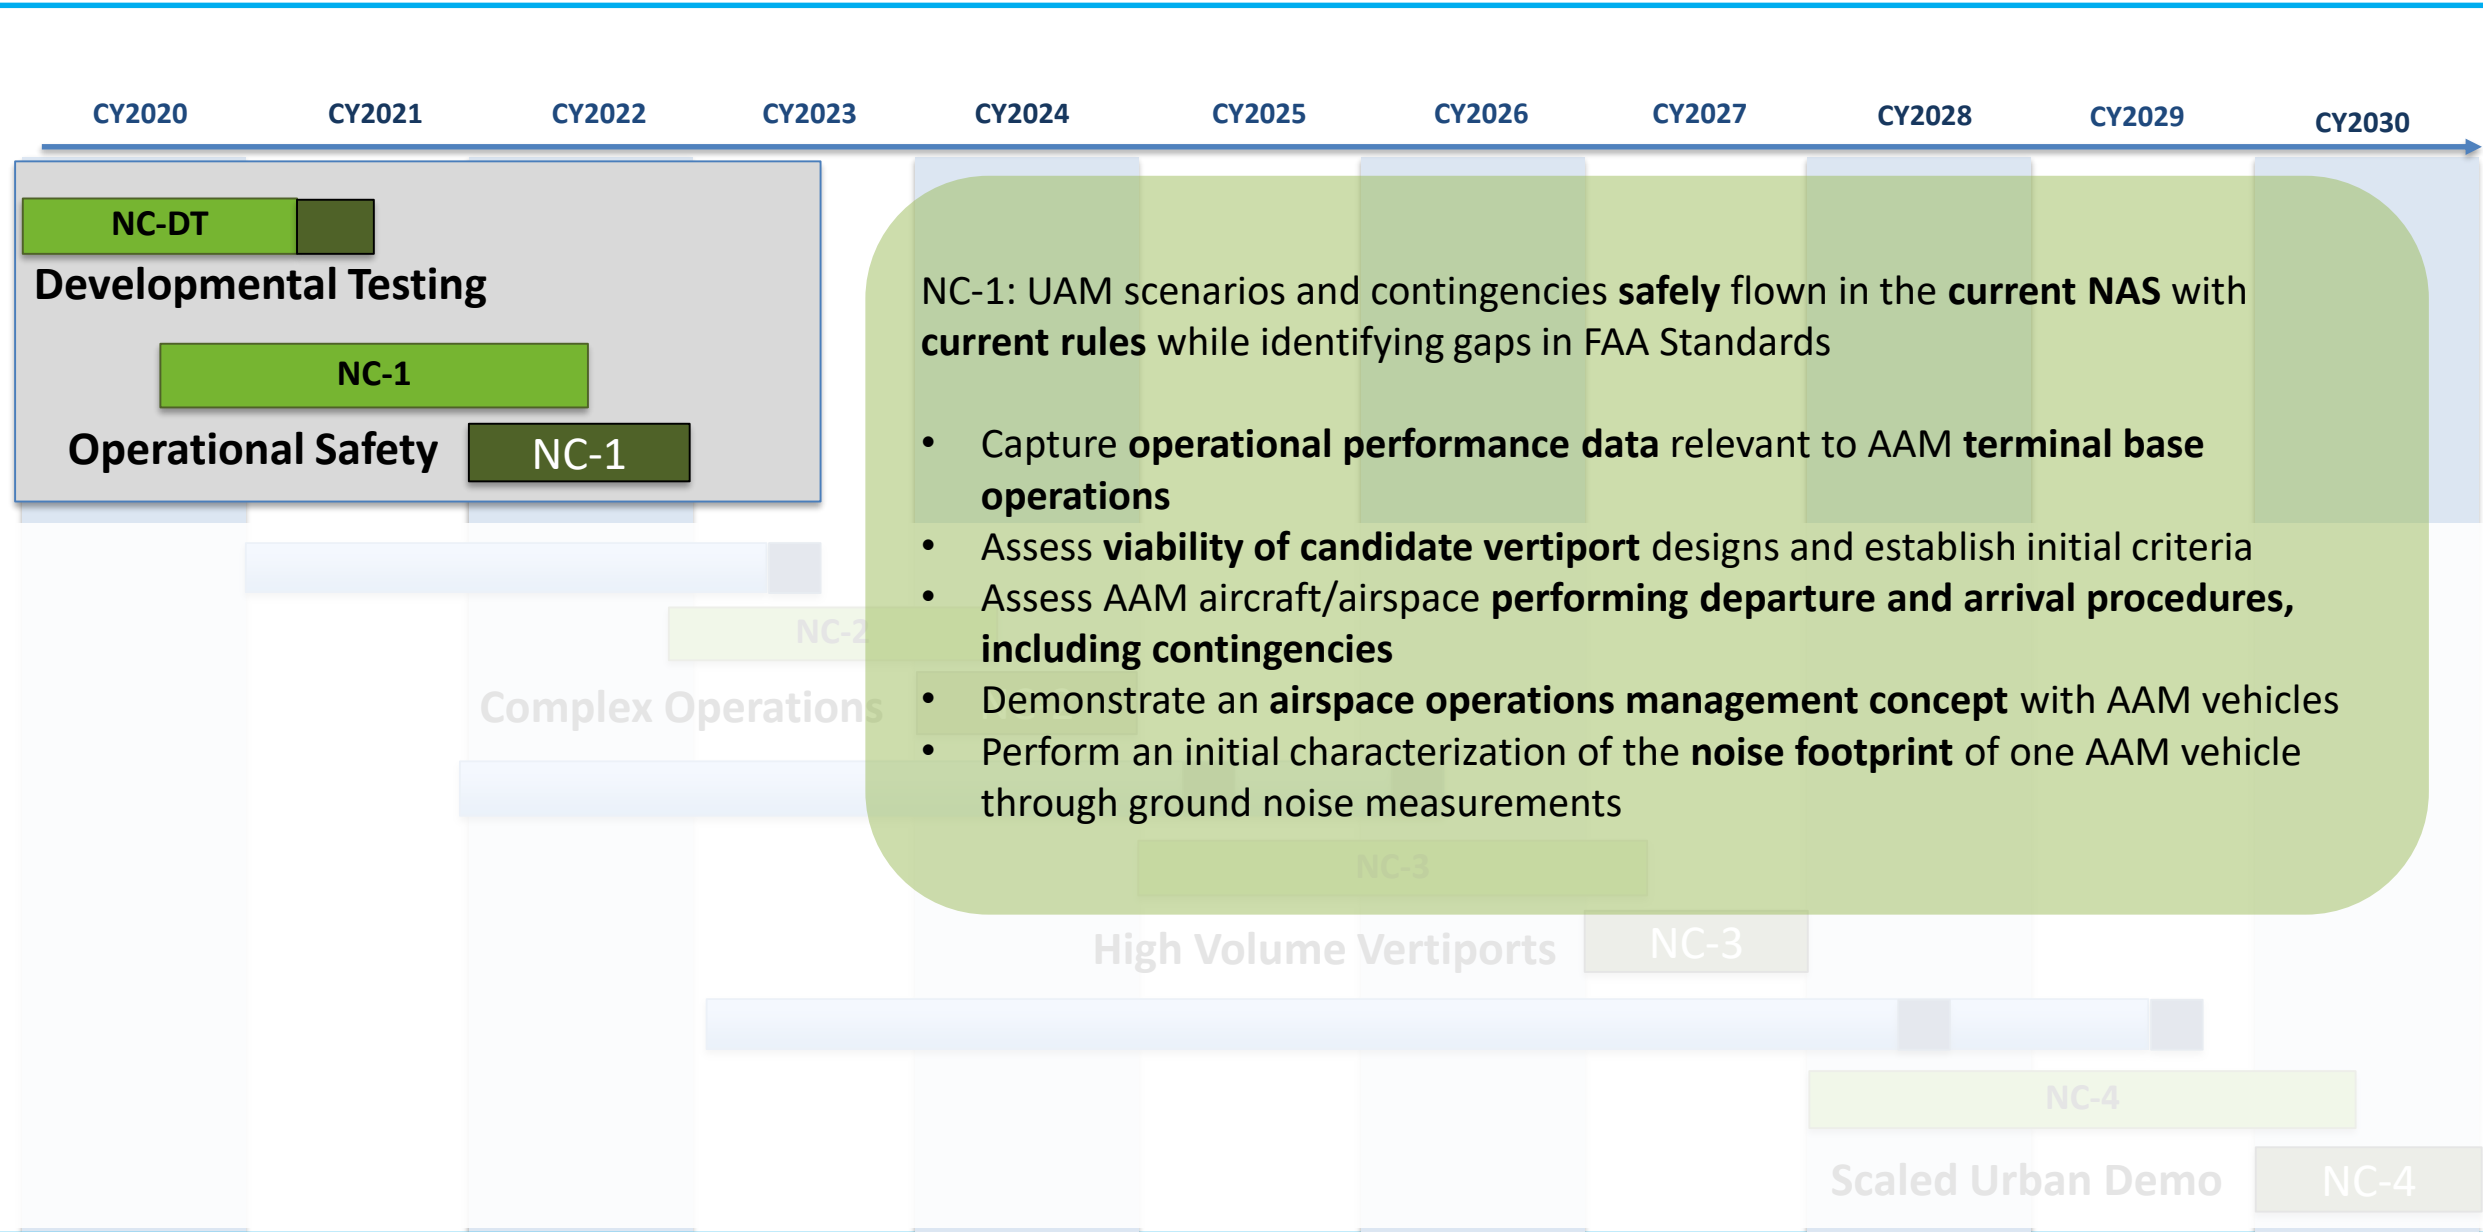 CY2020 CY2021 CY2022 CY2023 CY2024 CY2025 CY2026 CY2027 CY2028 CY2029 CY2030
NC-DT
Developmental Testing
NC-1
Operational Safety
NC-1
NC-1: UAM scenarios and contingencies safely flown in the current NAS with
current rules while identifying gaps in FAA Standards
• Capture operational performance data relevant to AAM terminal base
operations
• Assess viability of candidate vertiport designs and establish initial criteria
• Assess AAM aircraft/airspace performing departure and arrival procedures,
including contingencies
• Demonstrate an airspace operations management concept with AAM vehicles
• Perform an initial characterization of the noise footprint of one AAM vehicle
through ground noise measurements
NC-2
Complex Operations
NC-3
High Volume Vertiports
NC-3
NC-4
Scaled Urban Demo
NC-4